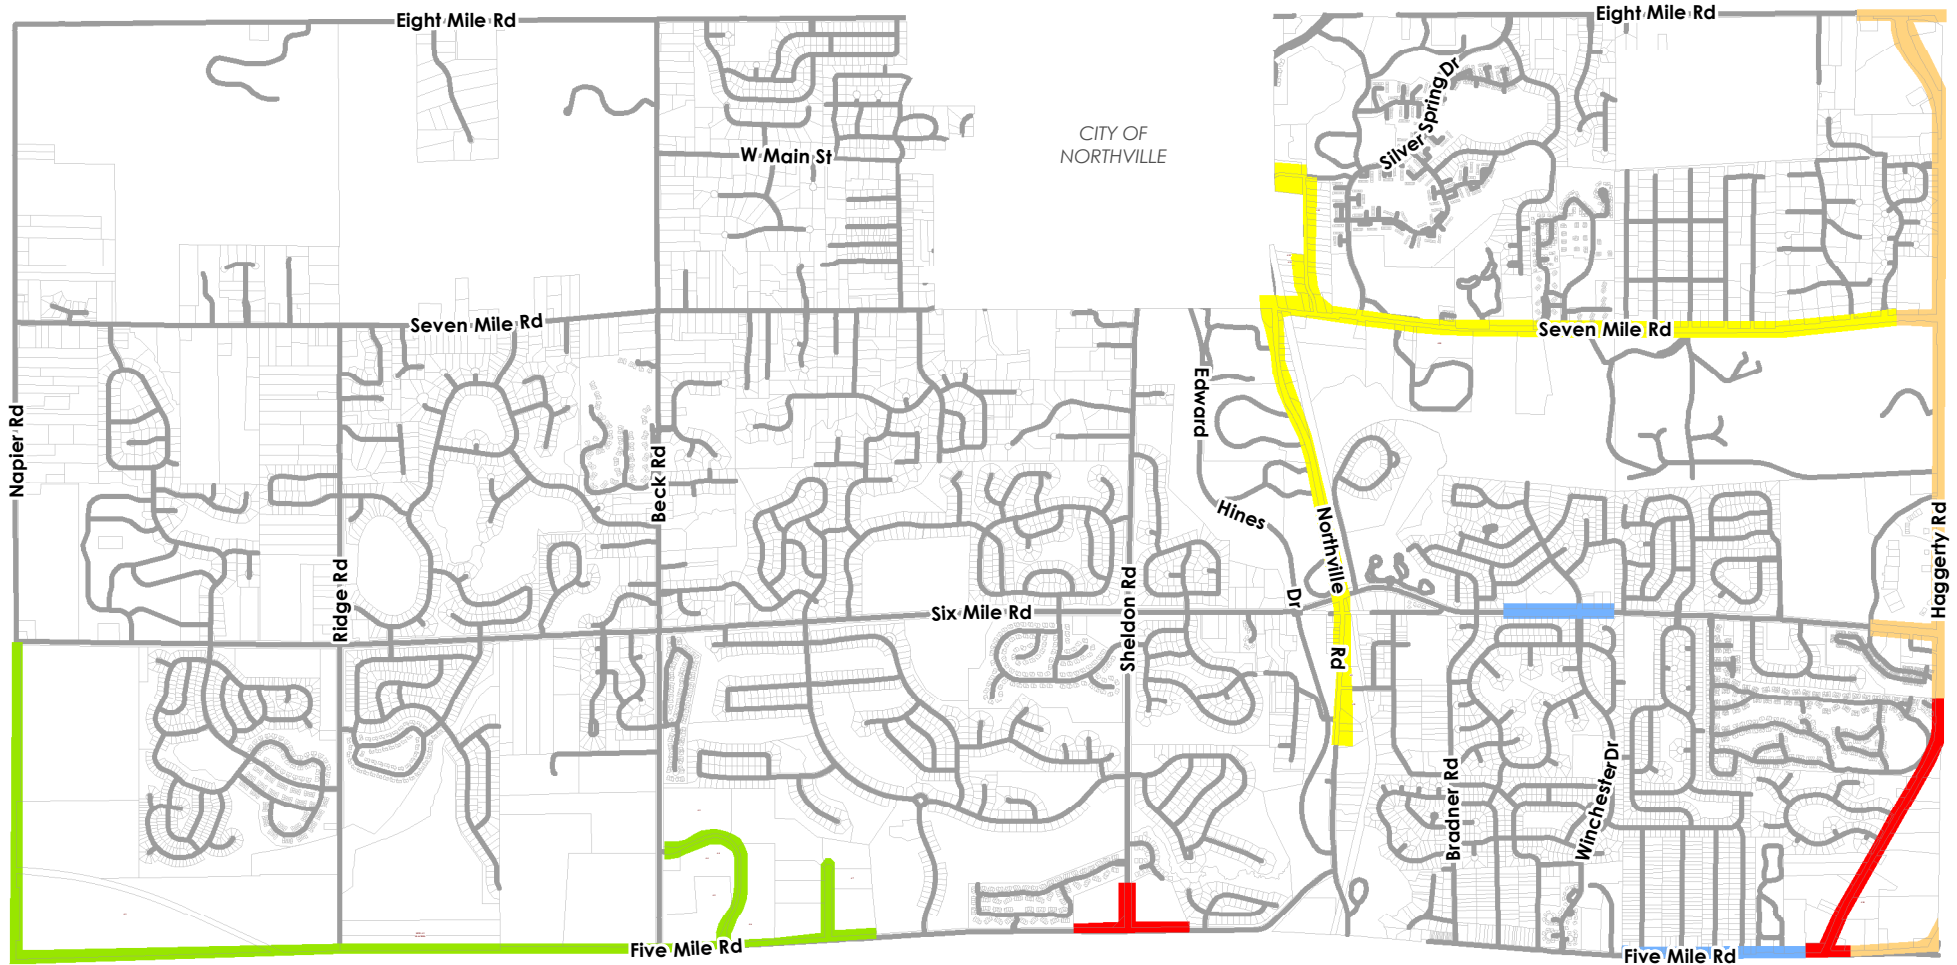 Eight Mile Rd
Eight Mile Rd
Silver Spring Dr
CITY OF
NORTHVILLE
W Main St
Seven Mile Rd
Seven Mile Rd
Napier Rd
Edward
Hines
Dr
Beck Rd
Northville
Rd
Haggerty Rd
Ridge Rd
Six Mile Rd
Sheldon Rd
Bradner Rd
Winchester Dr
Five Mile Rd
Five Mile Rd